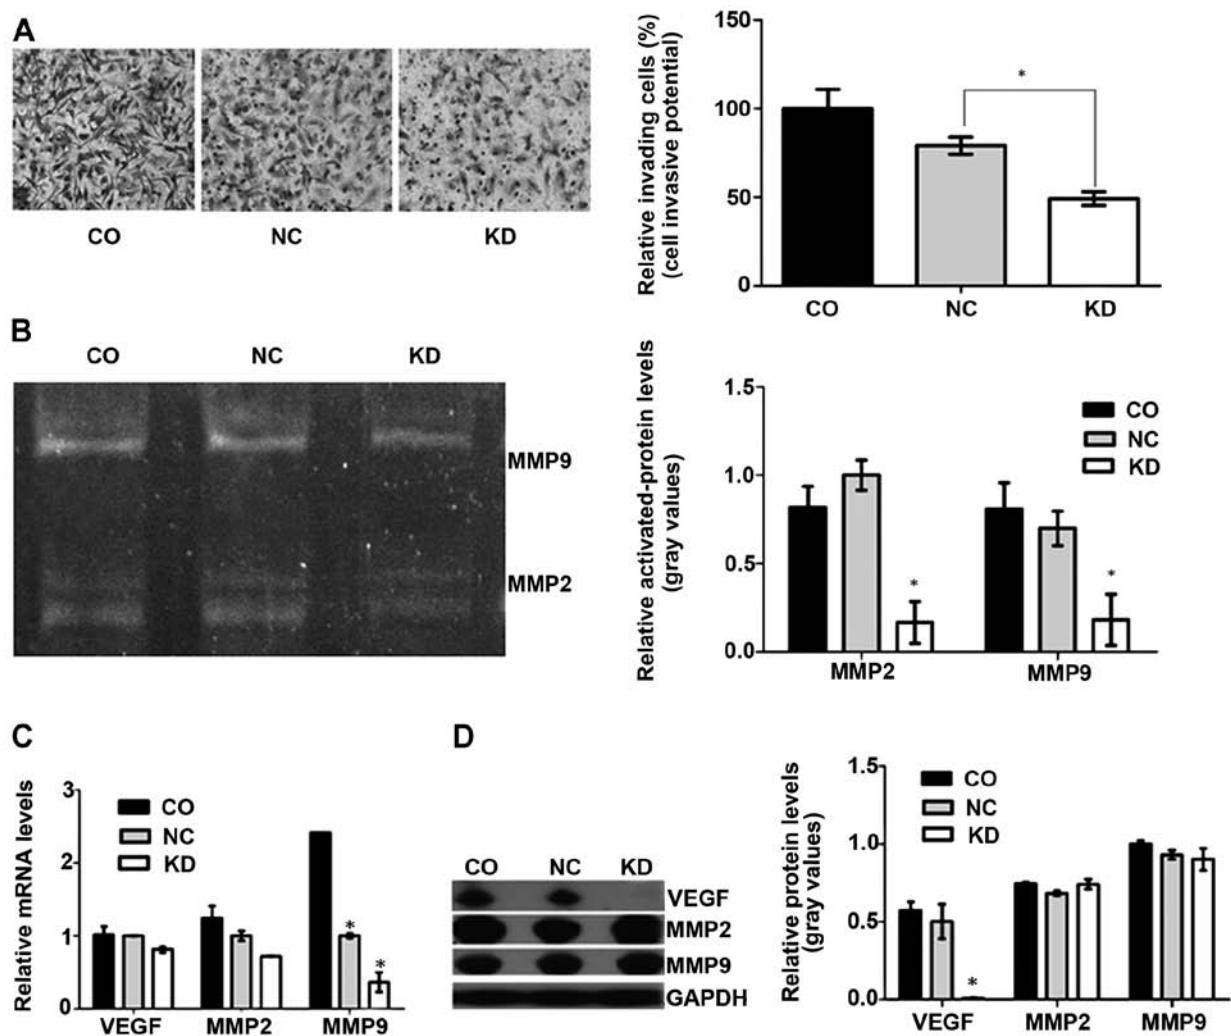 A
CO
NC
KD
Relative invading cells (%)
(cell invasive potential)
150
100
50
0
*
CO
NC
KD
B
CO
NC
KD
MMP9
MMP2
Relative activated-protein levels
(gray values)
1.5
1.0
0.5
0.0
CO
NC
KD
*
*
MMP2
MMP9
C
Relative mRNA levels
3
2
1
0
CO
NC
KD
*
*
VEGF
MMP2
MMP9
D
CO
NC
KD
VEGF
MMP2
MMP9
GAPDH
Relative protein levels
(gray values)
1.5
1.0
0.5
0.0
CO
NC
KD
*
VEGF
MMP2
MMP9